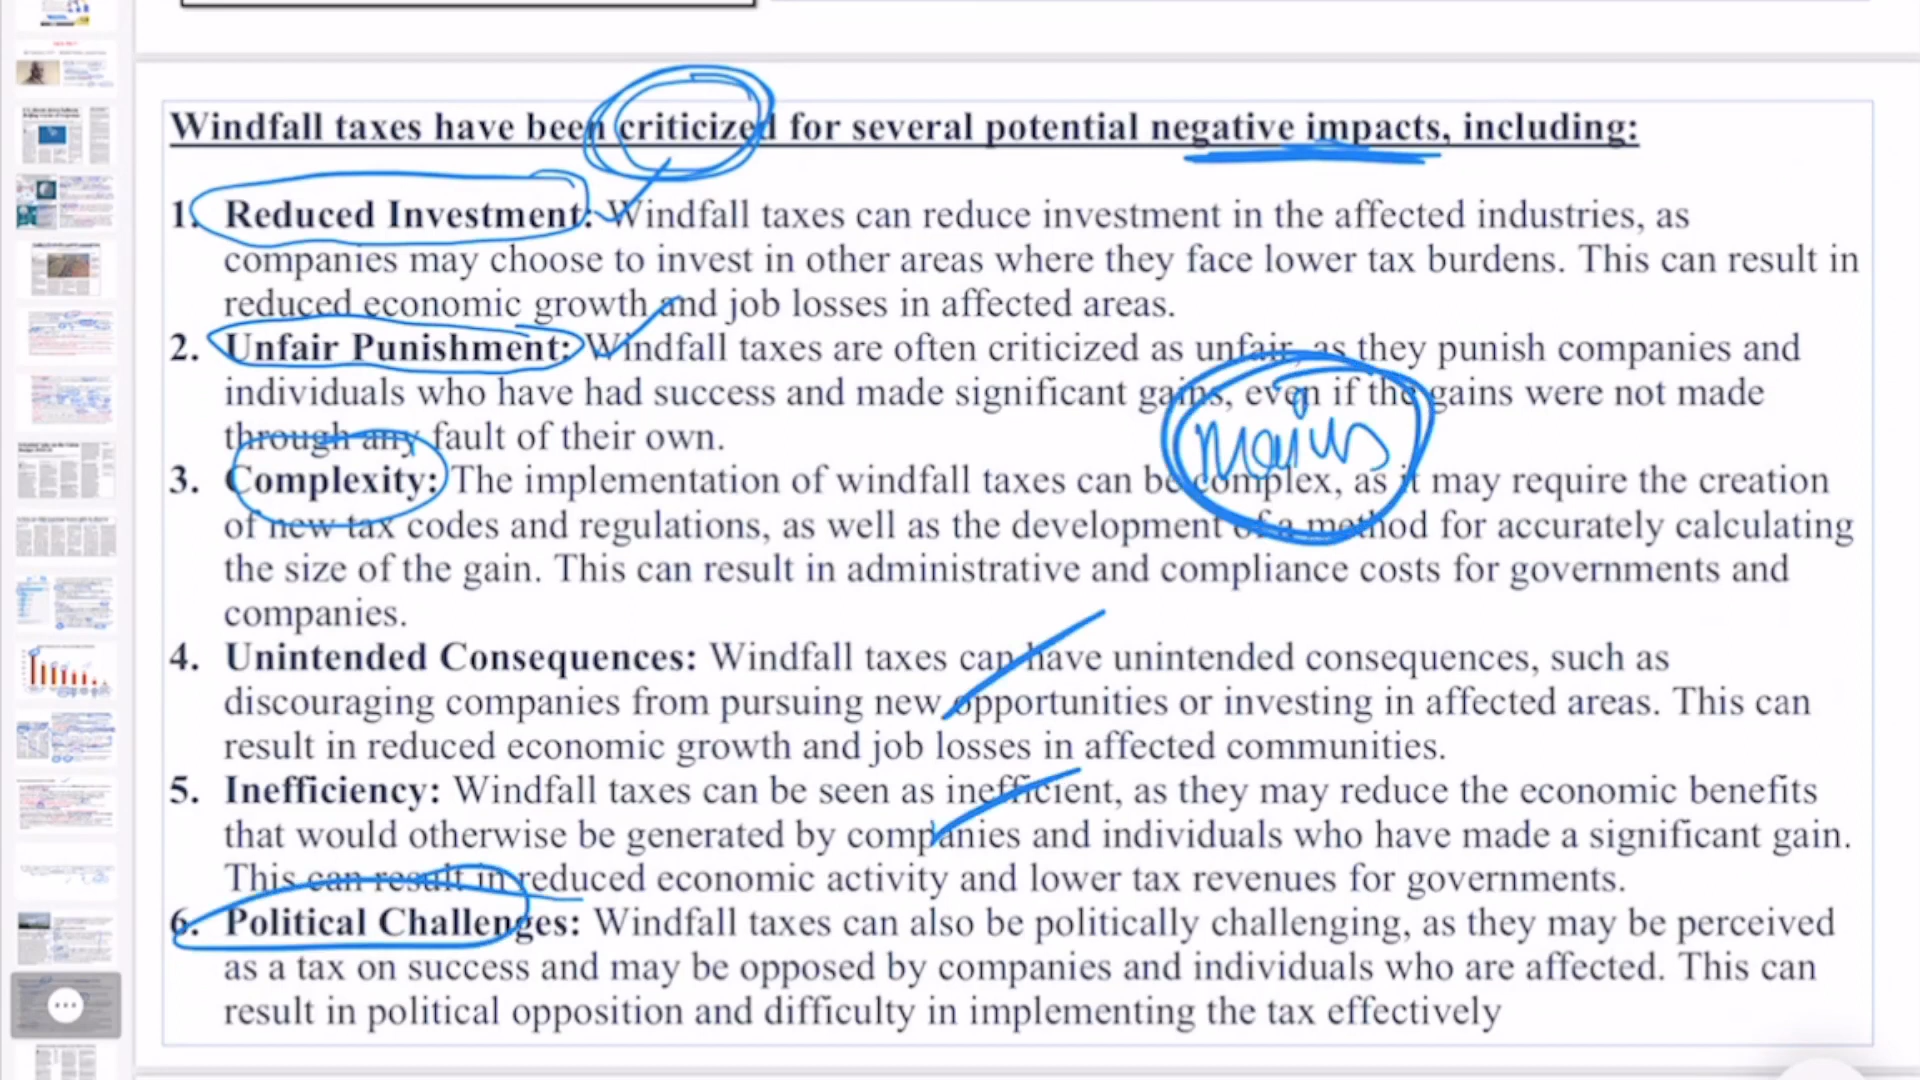 Windfall taxes have been criticized for several potential negative impacts, including:
1. Reduced Investment: Windfall taxes can reduce investment in the affected industries, as
companies may choose to invest in other areas where they face lower tax burdens. This can result in
reduced economic growth and job losses in affected areas.
2. Unfair Punishment: Windfall taxes are often criticized as unfair, as they punish companies and
individuals who have had success and made significant gains, even if the gains were not made
through any fault of their own.
Mains
3. Complexity: The implementation of windfall taxes can be complex, as it may require the creation
of new tax codes and regulations, as well as the development of a method for accurately calculating
the size of the gain. This can result in administrative and compliance costs for governments and
companies.
4. Unintended Consequences: Windfall taxes can have unintended consequences, such as
discouraging companies from pursuing new opportunities or investing in affected areas. This can
result in reduced economic growth and job losses in affected communities.
5. Inefficiency: Windfall taxes can be seen as inefficient, as they may reduce the economic benefits
that would otherwise be generated by companies and individuals who have made a significant gain.
This can result in reduced economic activity and lower tax revenues for governments.
6. Political Challenges: Windfall taxes can also be politically challenging, as they may be perceived
as a tax on success and may be opposed by companies and individuals who are affected. This can
result in political opposition and difficulty in implementing the tax effectively